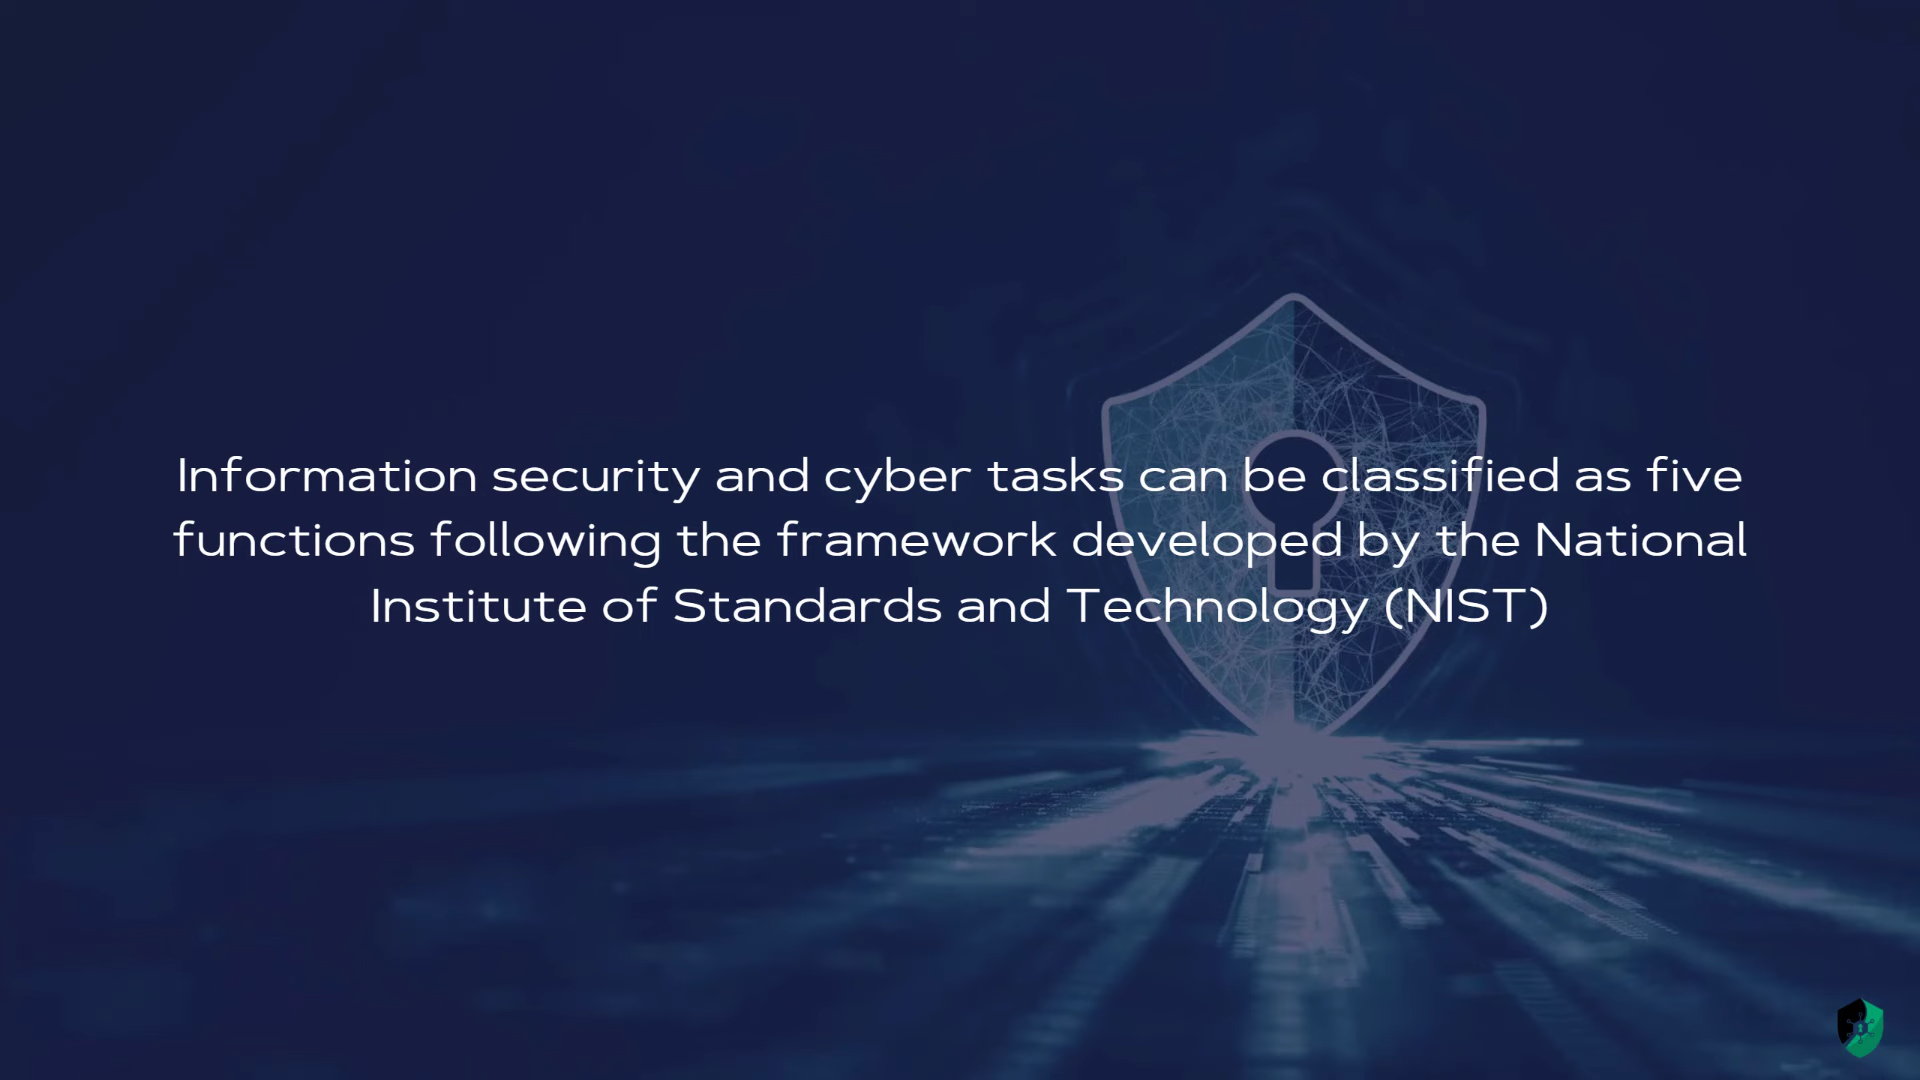 Information security and cyber tasks can be classified as five
functions following the framework developed by the National
Institute of Standards and Technology (NIST)